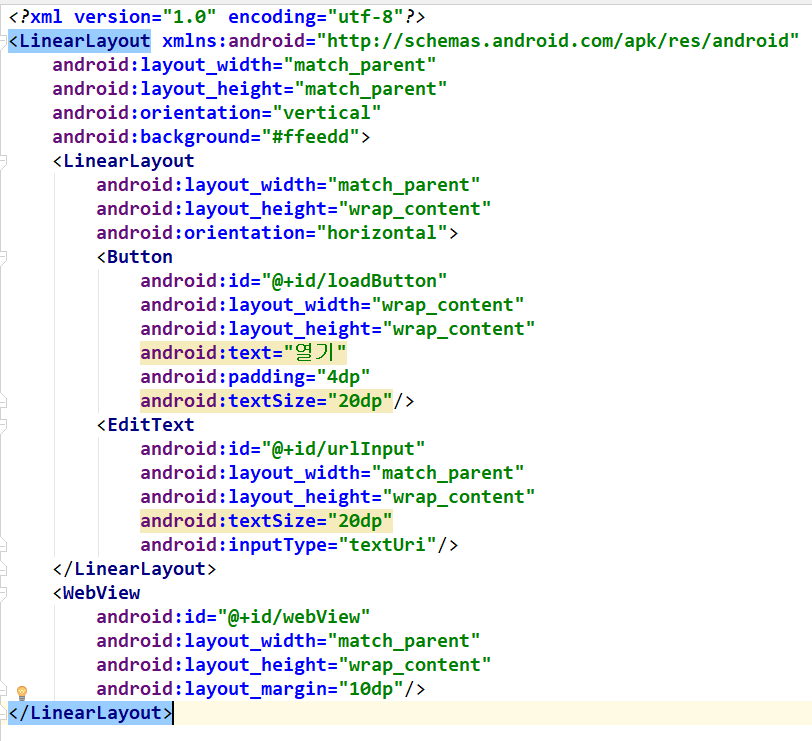 <?xml version="1.0" encoding="utf-8"?>
<LinearLayout xmlns:android="http://schemas.android.com/apk/res/android"
    android:layout_width="match_parent"
    android:layout_height="match_parent"
    android:orientation="vertical"
    android:background="#ffeedd">
    <LinearLayout
        android:layout_width="match_parent"
        android:layout_height="wrap_content"
        android:orientation="horizontal">
        <Button
            android:id="@+id/loadButton"
            android:layout_width="wrap_content"
            android:layout_height="wrap_content"
            android:text="열기"
            android:padding="4dp"
            android:textSize="20dp"/>
        <EditText
            android:id="@+id/urlInput"
            android:layout_width="match_parent"
            android:layout_height="wrap_content"
            android:textSize="20dp"
            android:inputType="textUri"/>
    </LinearLayout>
    <WebView
        android:id="@+id/webView"
        android:layout_width="match_parent"
        android:layout_height="wrap_content"
        android:layout_margin="10dp"/>
</LinearLayout>